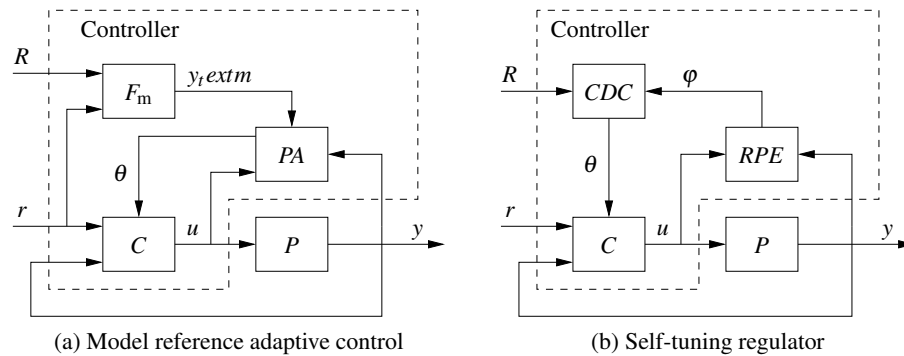 Controller
R
F_m
y_t extm
PA
θ
r
C
u
P
y
(a) Model reference adaptive control
Controller
R
CDC
φ
RPE
θ
r
C
u
P
y
(b) Self-tuning regulator